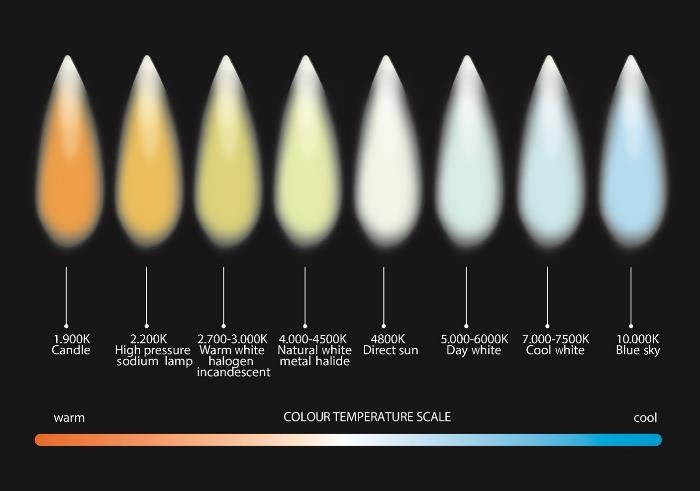 1.900K
Candle
2.200K
High pressure
sodium lamp
2.700-3.000K
Warm white
halogen
incandescent
4.000-4500K
Natural white
metal halide
4800K
Direct sun
5.000-6000K
Day white
7.000-7500K
Cool white
10.000K
Blue sky
warm
COLOUR TEMPERATURE SCALE
cool